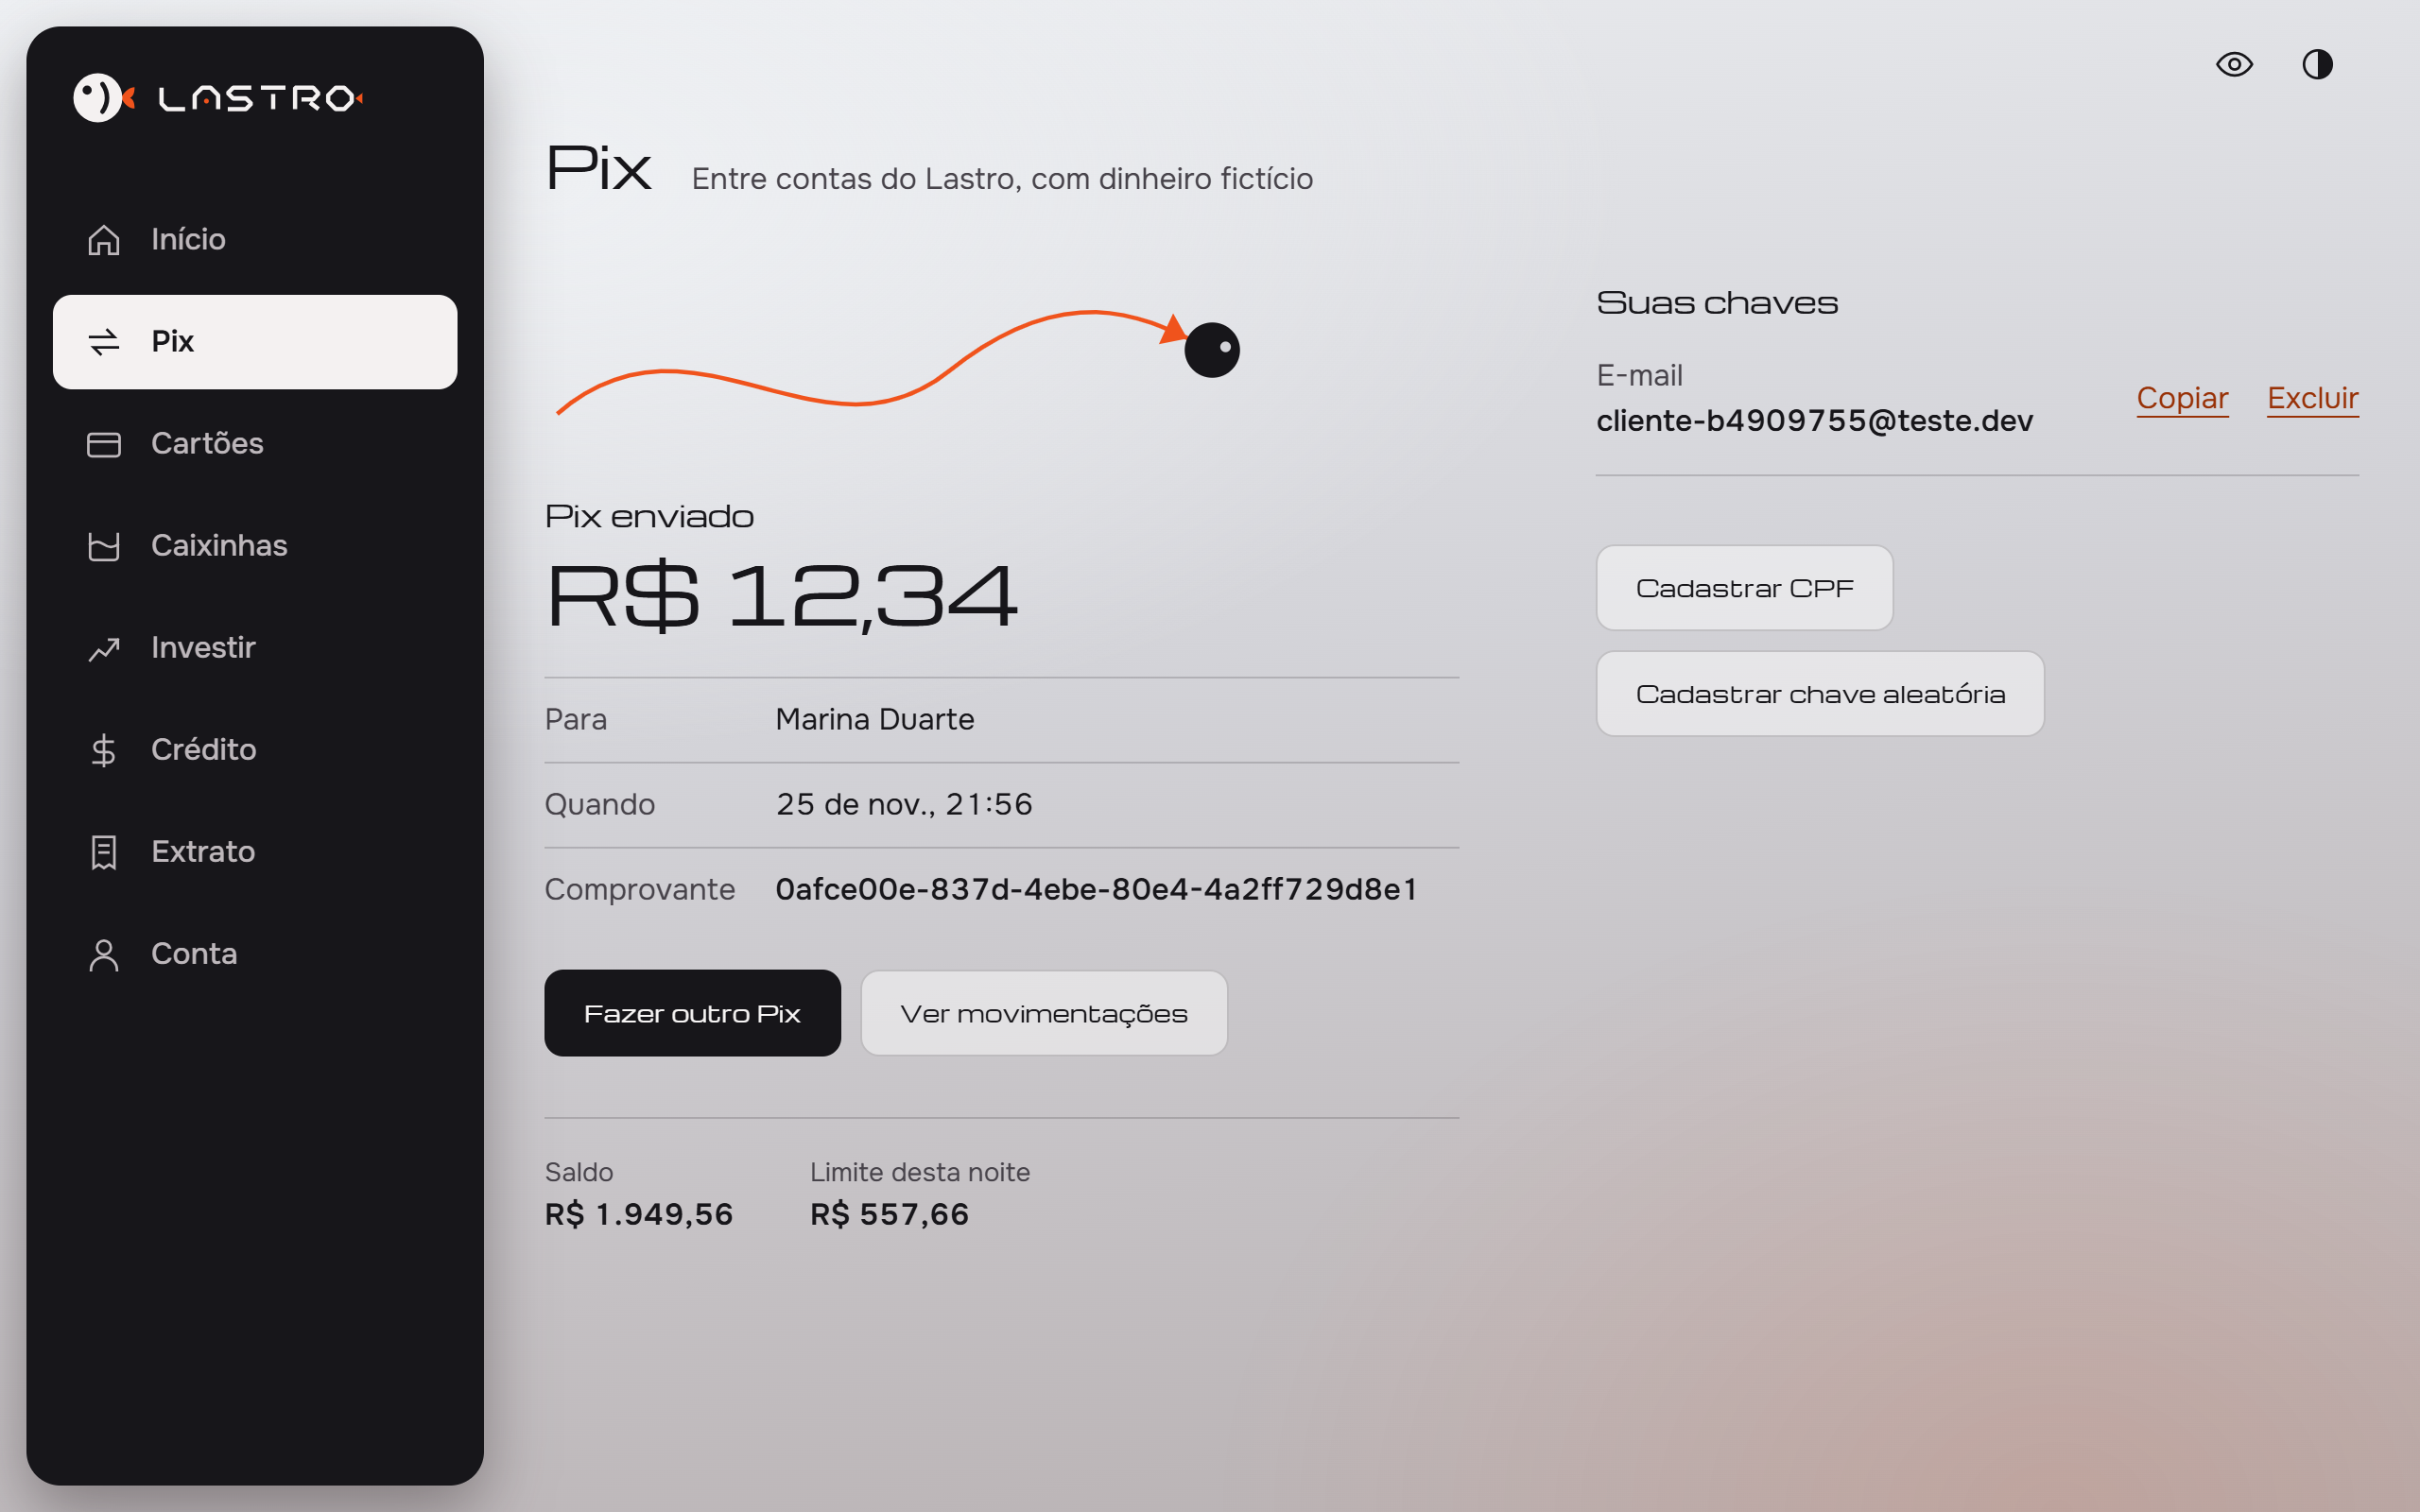 LASTRO
Início
Pix
Cartões
Caixinhas
Investir
Crédito
Extrato
Conta
Pix
Entre contas do Lastro, com dinheiro fictício
Pix enviado
R$ 12,34
Para Marina Duarte
Quando 25 de nov., 21:56
Comprovante 0afce00e-837d-4ebe-80e4-4a2ff729d8e1
Fazer outro Pix
Ver movimentações
Saldo
R$ 1.949,56
Limite desta noite
R$ 557,66
Suas chaves
E-mail
cliente-b4909755@teste.dev
Copiar Excluir
Cadastrar CPF
Cadastrar chave aleatória